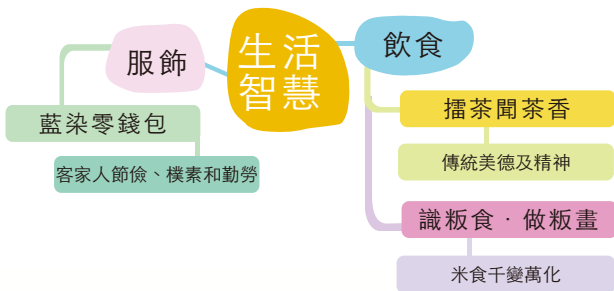 生活
智慧
服飾
藍染零錢包
客家人節儉、樸素和勤勞
飲食
擂茶聞茶香
傳統美德及精神
識粄食‧做粄畫
米食千變萬化